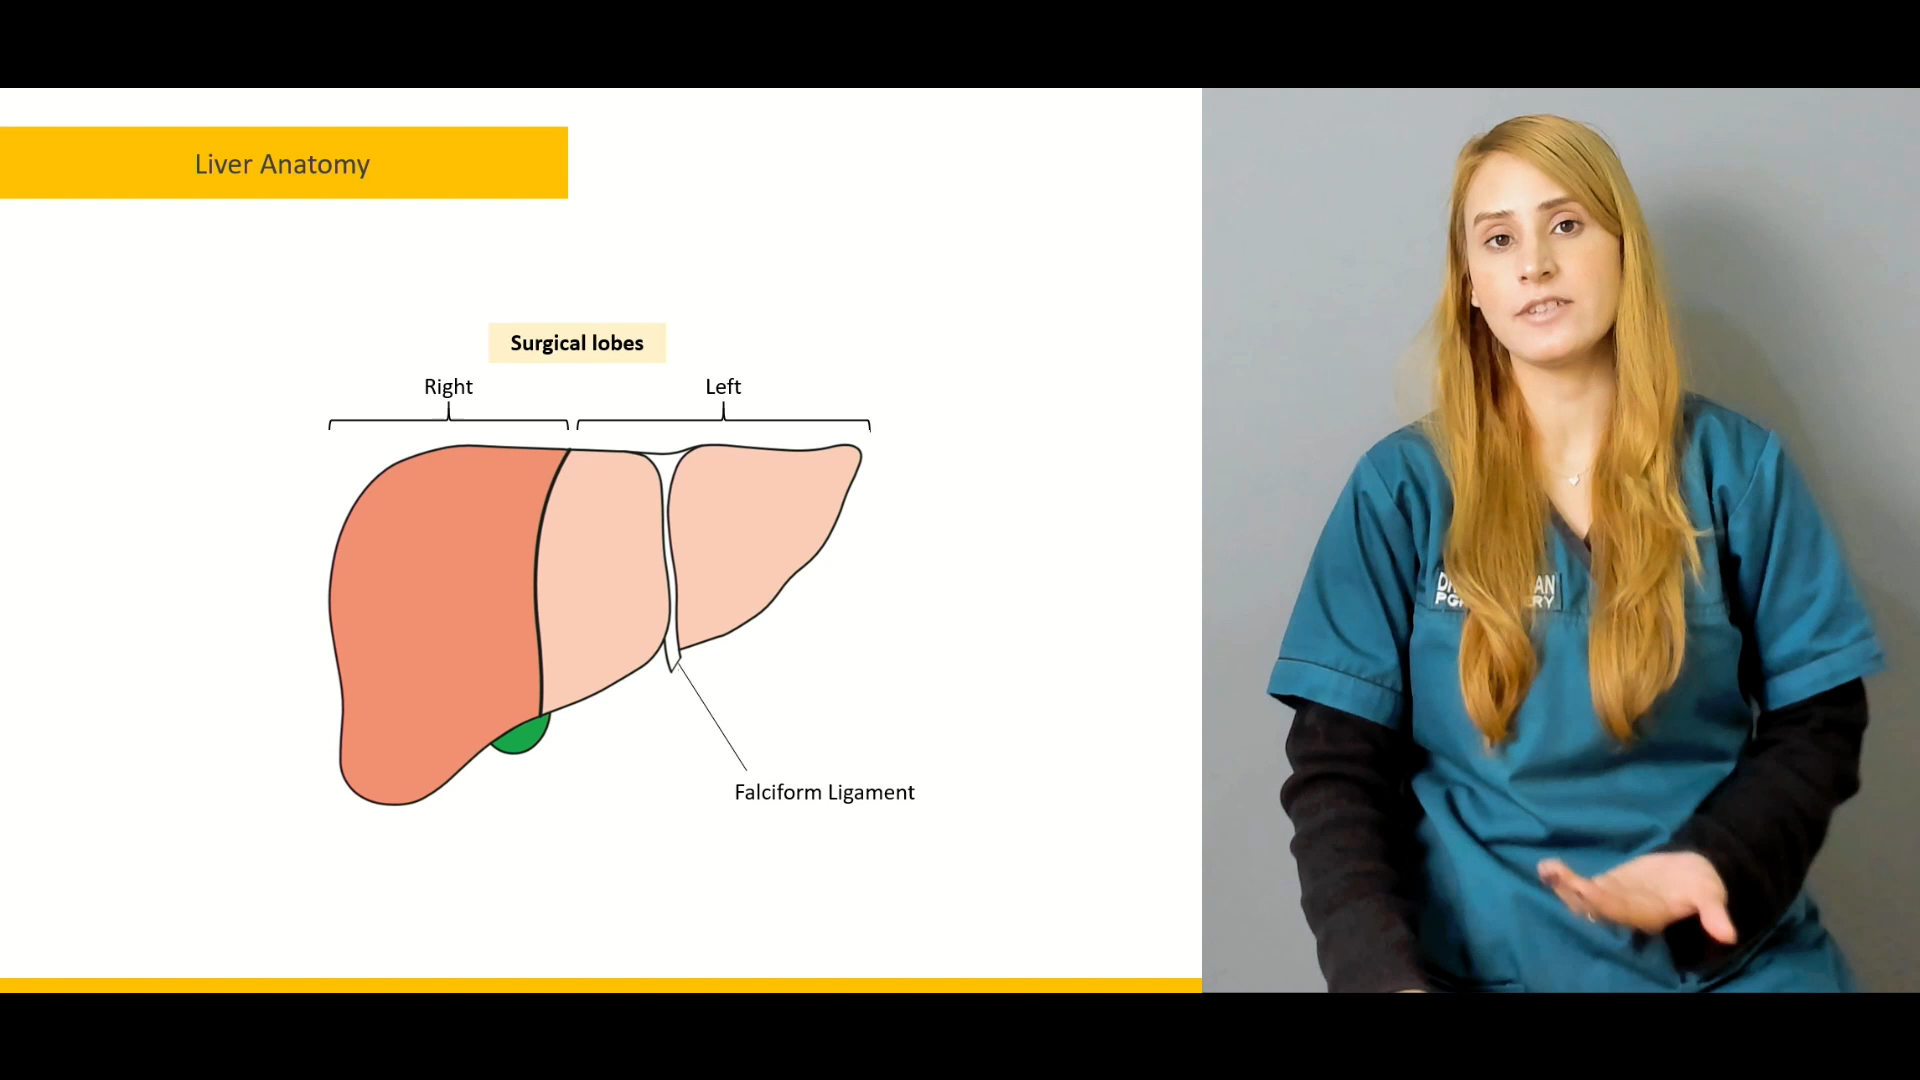 Liver Anatomy
Surgical lobes
Right
Left
Falciform Ligament